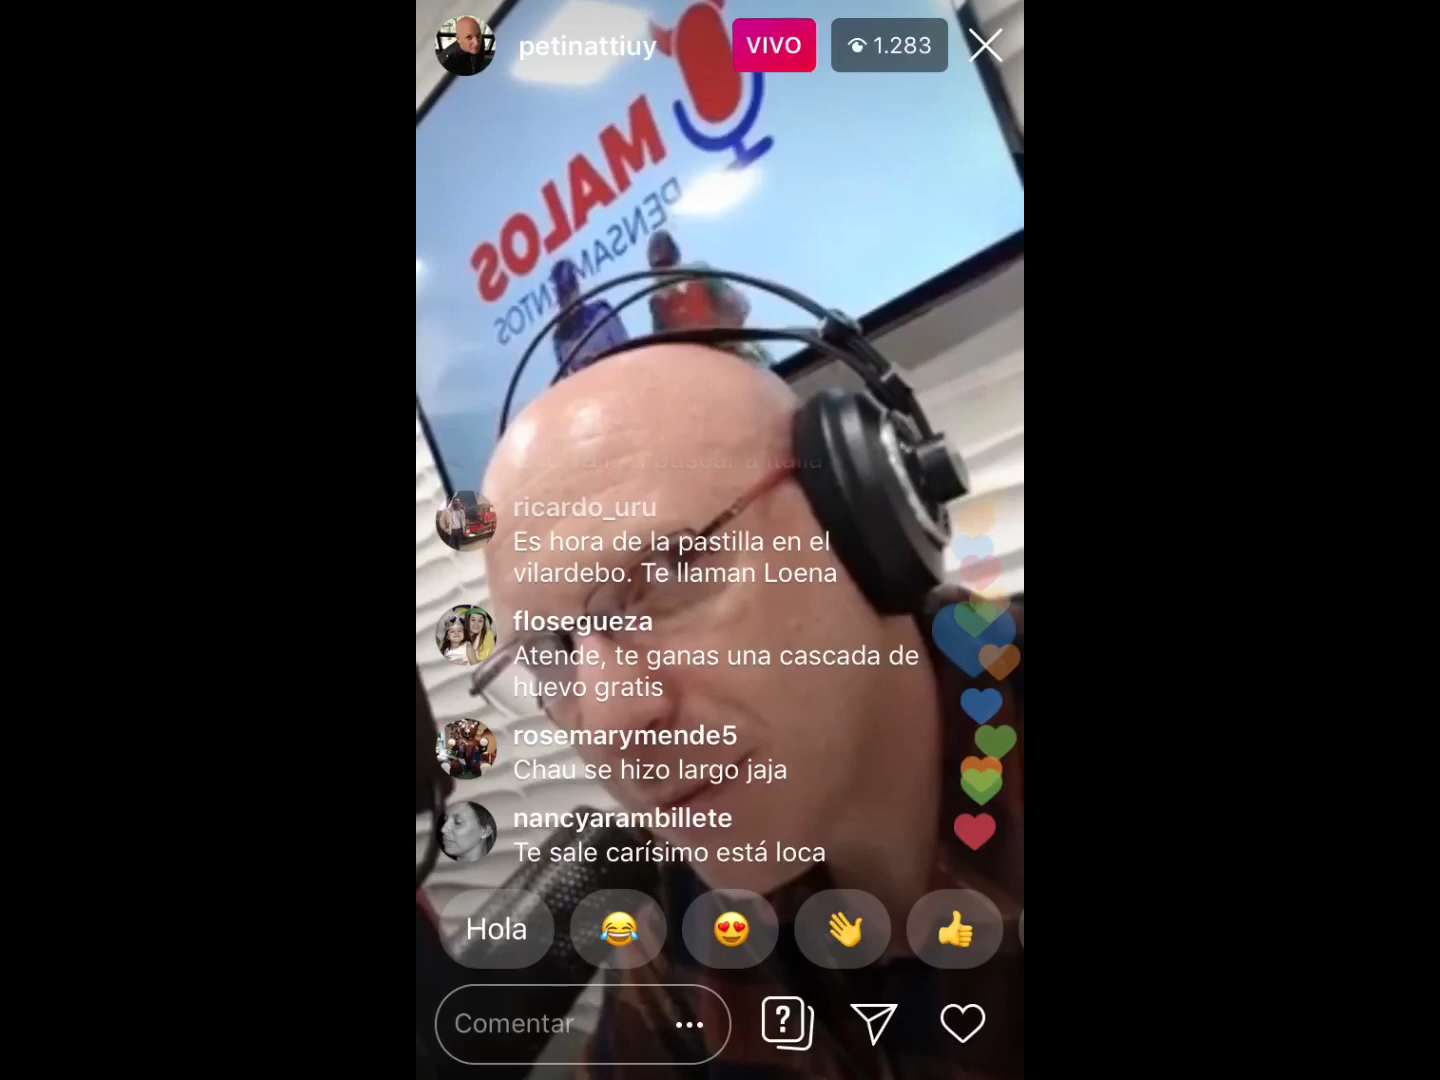 petinattiuy
VIVO
1.283
MALOS
PENSAMIENTOS
ricardo_uru
Es hora de la pastilla en el
vilardebo. Te llaman Loena
flosegueza
Atende, te ganas una cascada de
huevo gratis
rosemarymende5
Chau se hizo largo jaja
nancyarambillete
Te sale carísimo está loca
Hola
Comentar